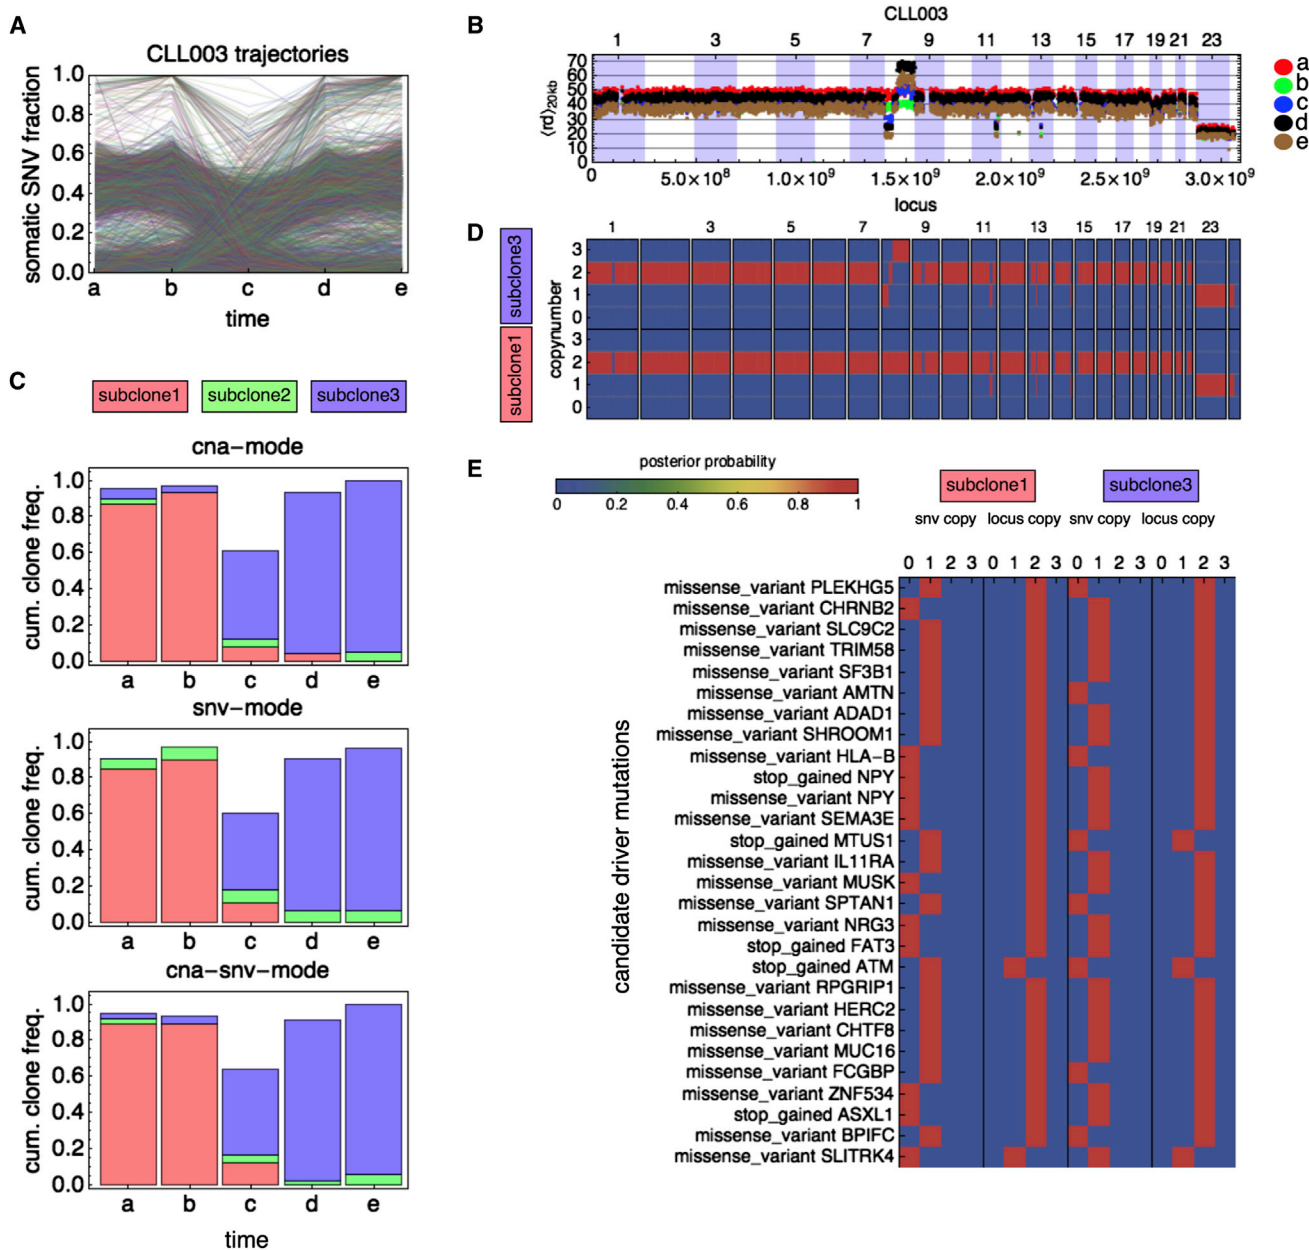 A
CLL003 trajectories
somatic SNV fraction
1.0
0.8
0.6
0.4
0.2
0.0
a b c d e
time
B
CLL003
1 3 5 7 9 11 13 15 17 19 21 23
⟨rd⟩20kb
70
60
50
40
30
20
10
0
0 5.0×10⁸ 1.0×10⁹ 1.5×10⁹ 2.0×10⁹ 2.5×10⁹ 3.0×10⁹
locus
a
b
c
d
e
C
subclone1 subclone2 subclone3
cna-mode
cum. clone freq.
1.0
0.8
0.6
0.4
0.2
0.0
a b c d e
snv-mode
cum. clone freq.
1.0
0.8
0.6
0.4
0.2
0.0
a b c d e
cna-snv-mode
cum. clone freq.
1.0
0.8
0.6
0.4
0.2
0.0
a b c d e
time
D
1 3 5 7 9 11 13 15 17 19 21 23
subclone3
subclone1
copynumber
3
2
1
0
3
2
1
0
E
posterior probability
0 0.2 0.4 0.6 0.8 1
subclone1 subclone3
snv copy locus copy snv copy locus copy
0 1 2 3 0 1 2 3 0 1 2 3 0 1 2 3
candidate driver mutations
missense_variant PLEKHG5
missense_variant CHRNB2
missense_variant SLC9C2
missense_variant TRIM58
missense_variant SF3B1
missense_variant AMTN
missense_variant ADAD1
missense_variant SHROOM1
missense_variant HLA-B
stop_gained NPY
missense_variant NPY
missense_variant SEMA3E
stop_gained MTUS1
missense_variant IL11RA
missense_variant MUSK
missense_variant SPTAN1
missense_variant NRG3
stop_gained FAT3
stop_gained ATM
missense_variant RPGRIP1
missense_variant HERC2
missense_variant CHTF8
missense_variant MUC16
missense_variant FCGBP
missense_variant ZNF534
stop_gained ASXL1
missense_variant BPIFC
missense_variant SLITRK4